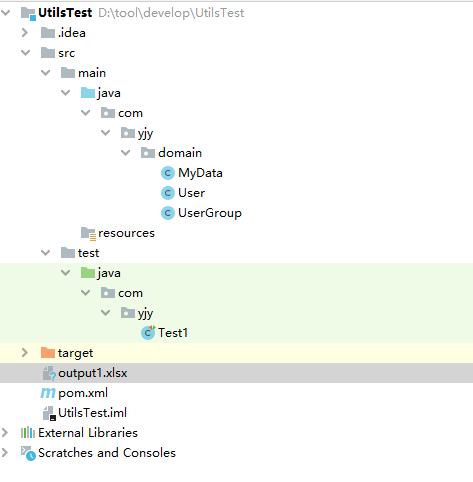 UtilsTest D:\tool\develop\UtilsTest
.idea
src
main
java
com
yjy
domain
MyData
User
UserGroup
resources
test
java
com
yjy
Test1
target
output1.xlsx
pom.xml
UtilsTest.iml
External Libraries
Scratches and Consoles